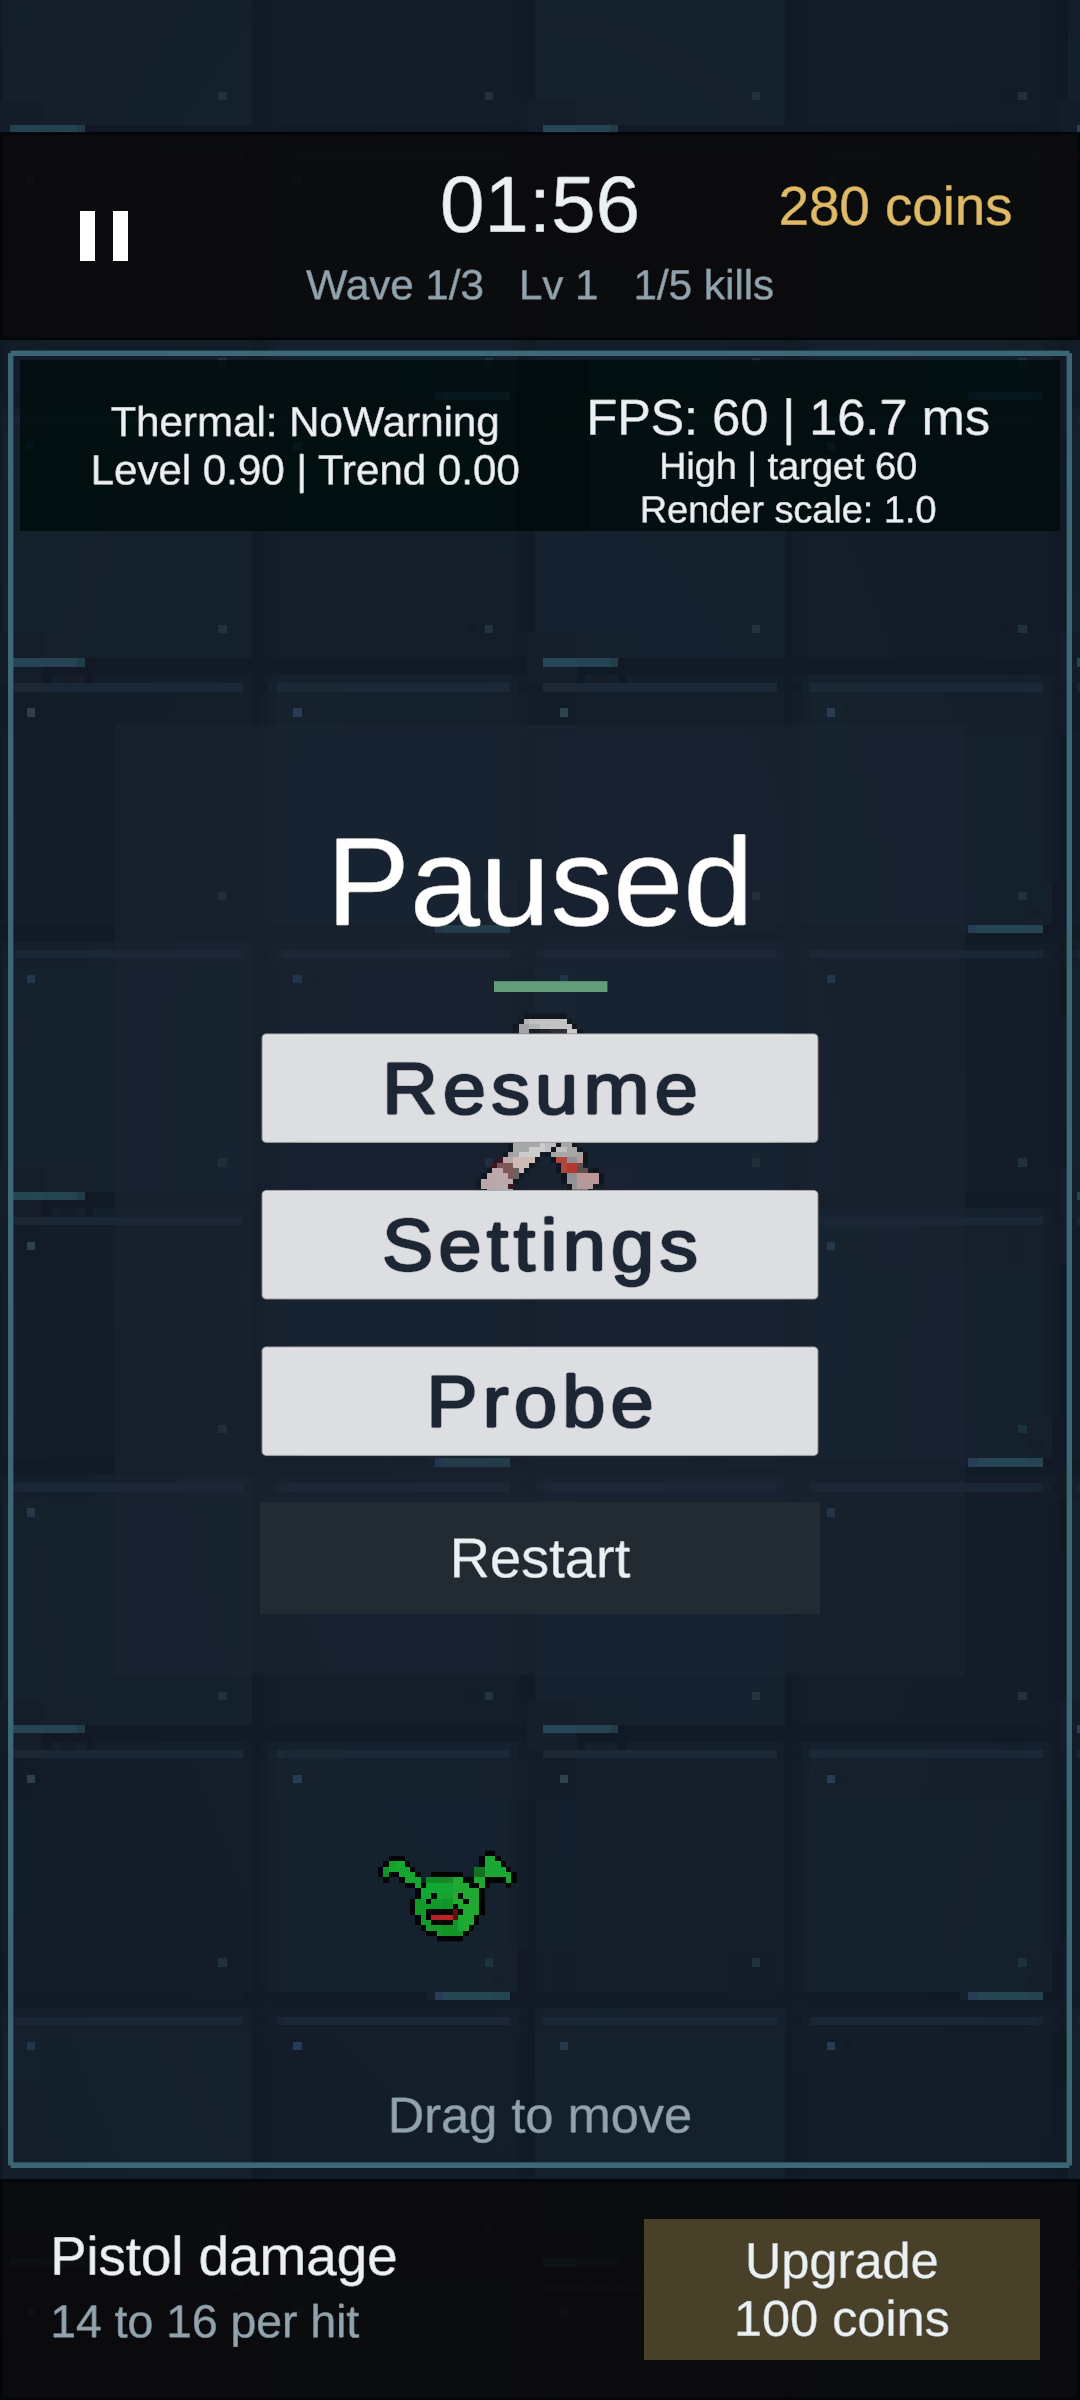 01:56
280 coins
Wave 1/3 Lv 1 1/5 kills
Thermal: NoWarning
Level 0.90 | Trend 0.00
FPS: 60 | 16.7 ms
High | target 60
Render scale: 1.0
Paused
Resume
Settings
Probe
Restart
Drag to move
Pistol damage
14 to 16 per hit
Upgrade
100 coins